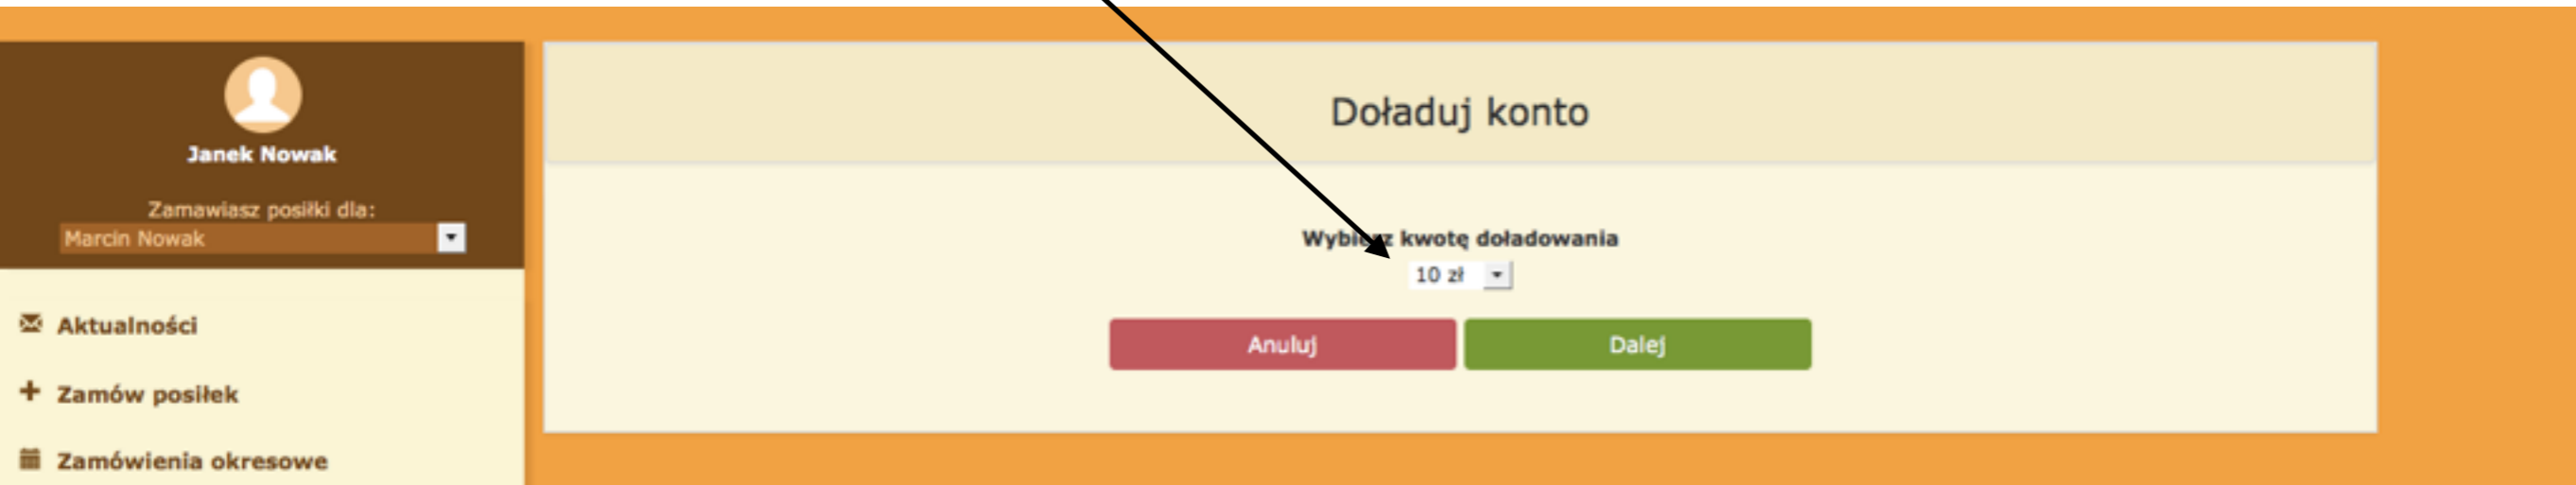 Janek Nowak
Zamawiasz posiłki dla:
Marcin Nowak
Aktualności
Zamów posiłek
Zamówienia okresowe
Doładuj konto
Wybierz kwotę doładowania
10 zł
Anuluj
Dalej